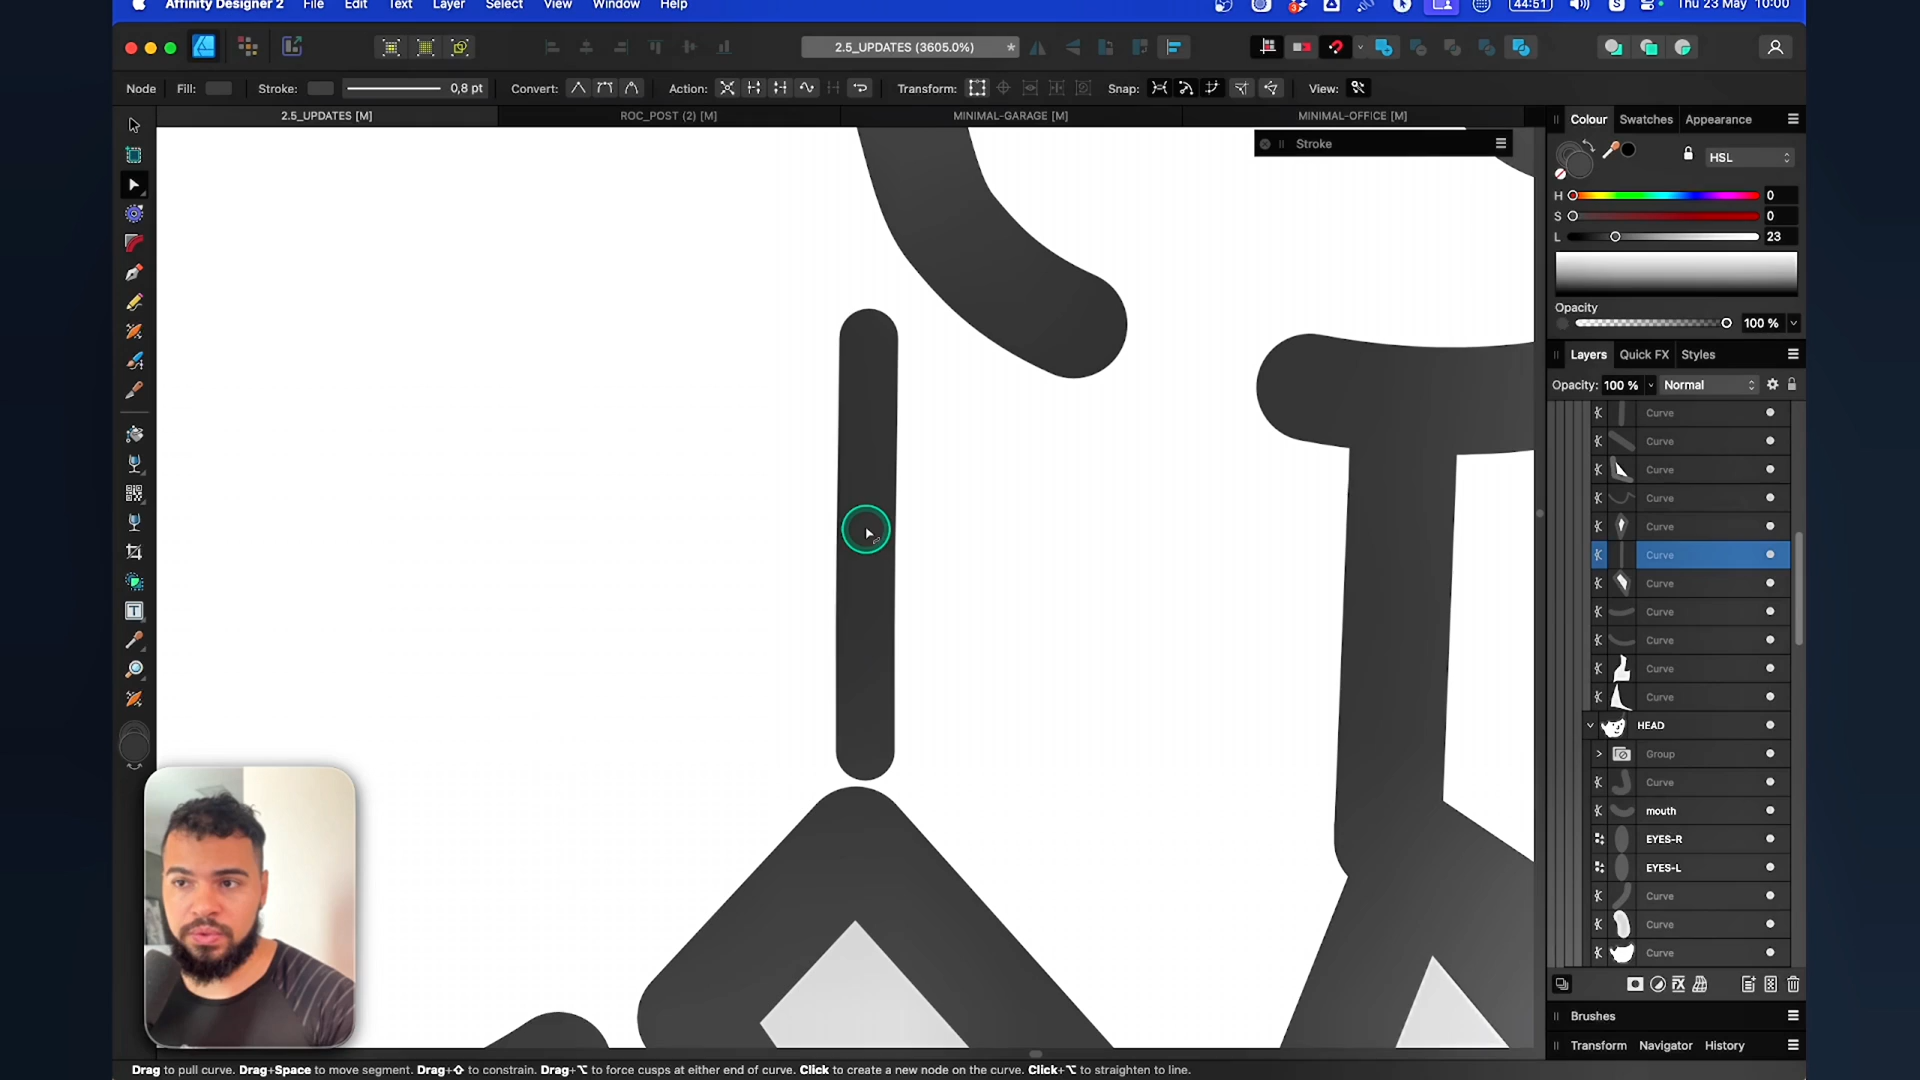 Affinity Designer 2 File Edit Text Layer Select View Window Help
3 44:51 S Thu 23 May 10:00
2.5_UPDATES (3605.0%) *
Node Fill: Stroke: 0,8 pt Convert: Action: Transform: Snap: View:
2.5_UPDATES [M] ROC_POST (2) [M] MINIMAL-GARAGE [M] MINIMAL-OFFICE [M]
Stroke
Colour Swatches Appearance
HSL
H 0
S 0
L 23
Opacity
100 %
Layers Quick FX Styles
Opacity: 100 % Normal
Curve
Curve
Curve
Curve
Curve
Curve
Curve
Curve
Curve
Curve
Curve
HEAD
Group
Curve
mouth
EYES-R
EYES-L
Curve
Curve
Curve
Brushes
Transform Navigator History
Drag to pull curve. Drag+Space to move segment. Drag+⇧ to constrain. Drag+⌥ to force cusps at either end of curve. Click to create a new node on the curve. Click+⌥ to straighten to line.